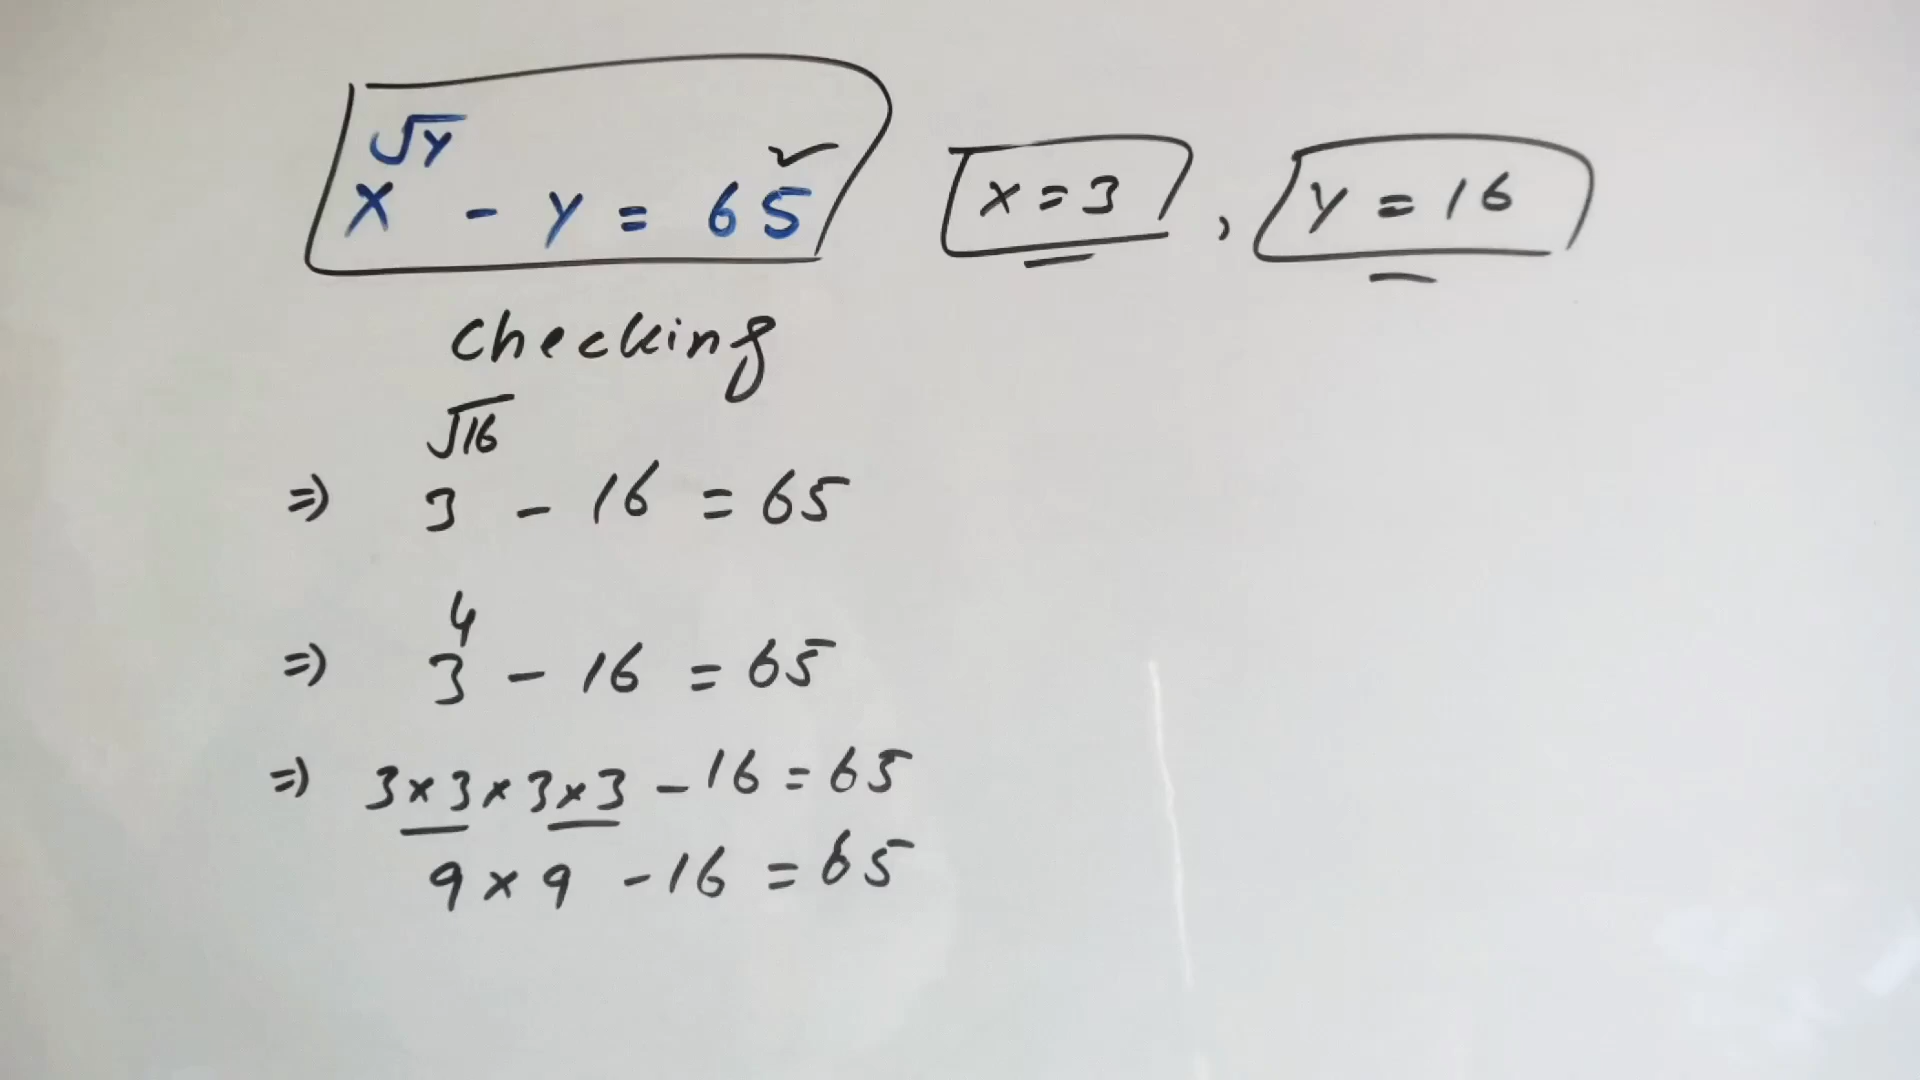 x^√y - y = 65 ✓ x = 3 , y = 16
checking
⇒ 3^√16 - 16 = 65
⇒ 3^4 - 16 = 65
⇒ 3 × 3 × 3 × 3 - 16 = 65
9 × 9 - 16 = 65